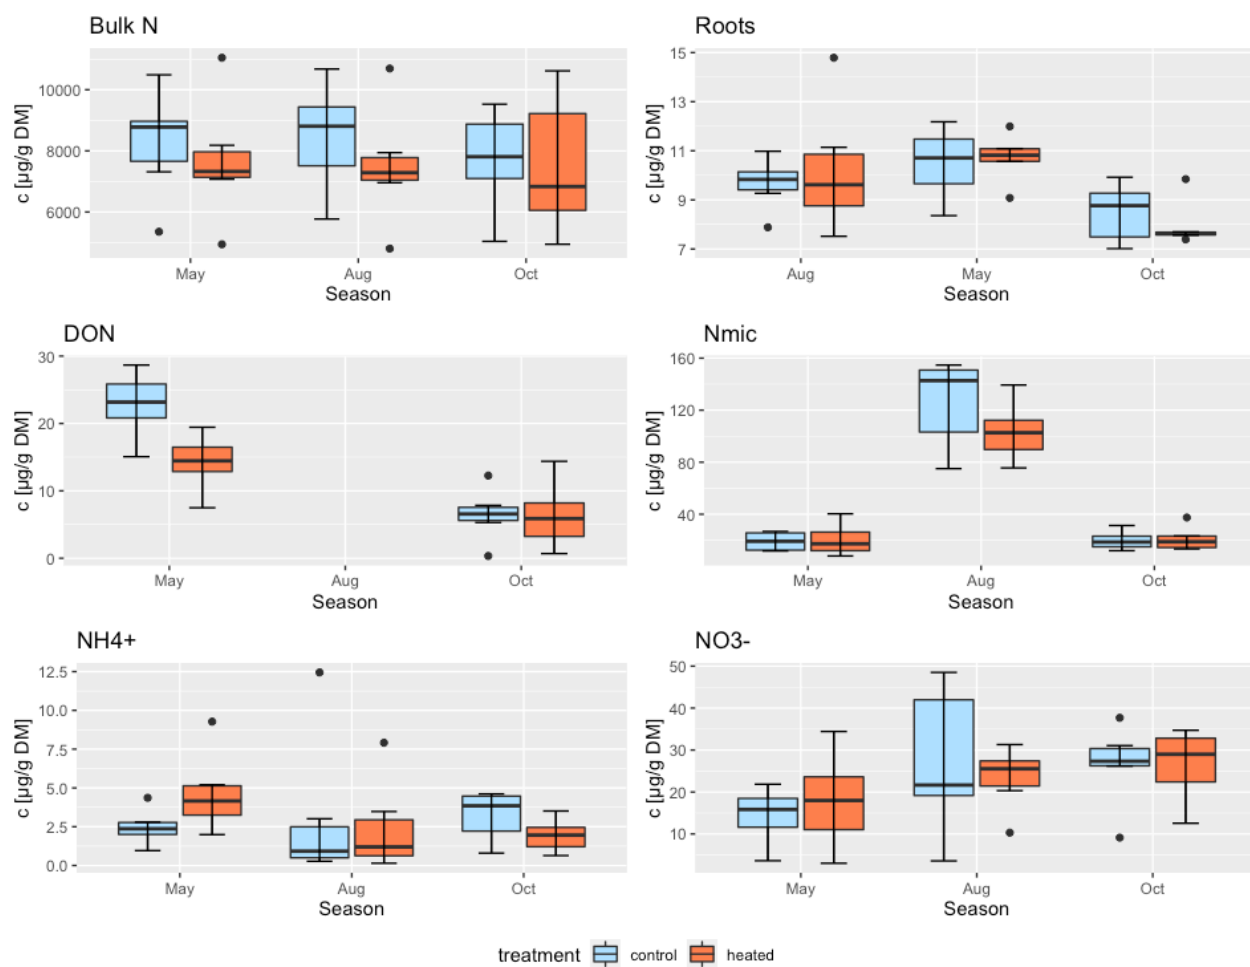 Bulk N
c [µg/g DM]
10000
8000
6000
May Aug Oct
Season
Roots
c [µg/g DM]
15
13
11
9
7
Aug May Oct
Season
DON
c [µg/g DM]
30
20
10
0
May Aug Oct
Season
Nmic
c [µg/g DM]
160
120
80
40
May Aug Oct
Season
NH4+
c [µg/g DM]
12.5
10.0
7.5
5.0
2.5
0.0
May Aug Oct
Season
NO3-
c [µg/g DM]
50
40
30
20
10
May Aug Oct
Season
treatment control heated